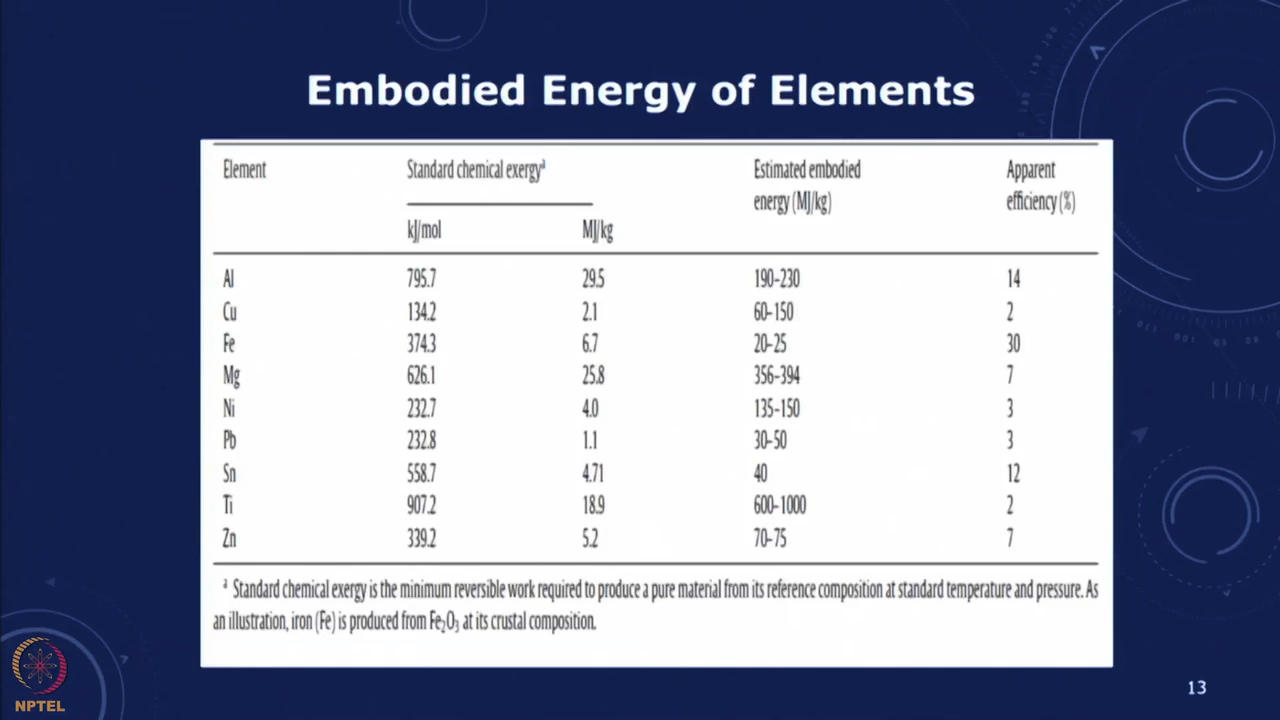 Embodied Energy of Elements
Element Standard chemical exergyᵃ Estimated embodied Apparent
energy (MJ/kg) efficiency (%)
kJ/mol MJ/kg
Al 795.7 29.5 190–230 14
Cu 134.2 2.1 60–150 2
Fe 374.3 6.7 20–25 30
Mg 626.1 25.8 356–394 7
Ni 232.7 4.0 135–150 3
Pb 232.8 1.1 30–50 3
Sn 558.7 4.71 40 12
Ti 907.2 18.9 600–1000 2
Zn 339.2 5.2 70–75 7
ᵃ Standard chemical exergy is the minimum reversible work required to produce a pure material from its reference composition at standard temperature and pressure. As
an illustration, iron (Fe) is produced from Fe₂O₃ at its crustal composition.
NPTEL
13